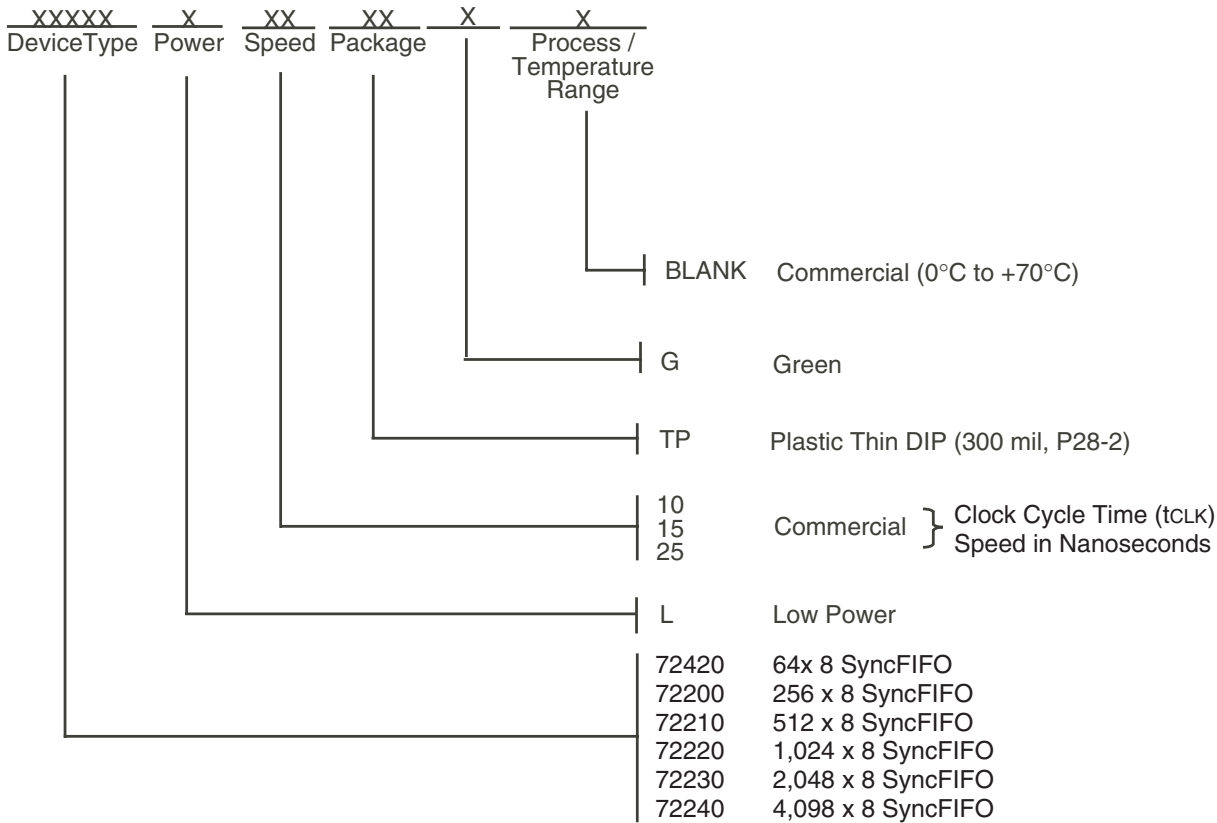 XXXXX X XX XX X X
DeviceType Power Speed Package Process /
Temperature
Range
BLANK Commercial (0°C to +70°C)
G Green
TP Plastic Thin DIP (300 mil, P28-2)
10
15
25
Commercial } Clock Cycle Time (tCLK)
Speed in Nanoseconds
L Low Power
72420 64x 8 SyncFIFO
72200 256 x 8 SyncFIFO
72210 512 x 8 SyncFIFO
72220 1,024 x 8 SyncFIFO
72230 2,048 x 8 SyncFIFO
72240 4,098 x 8 SyncFIFO